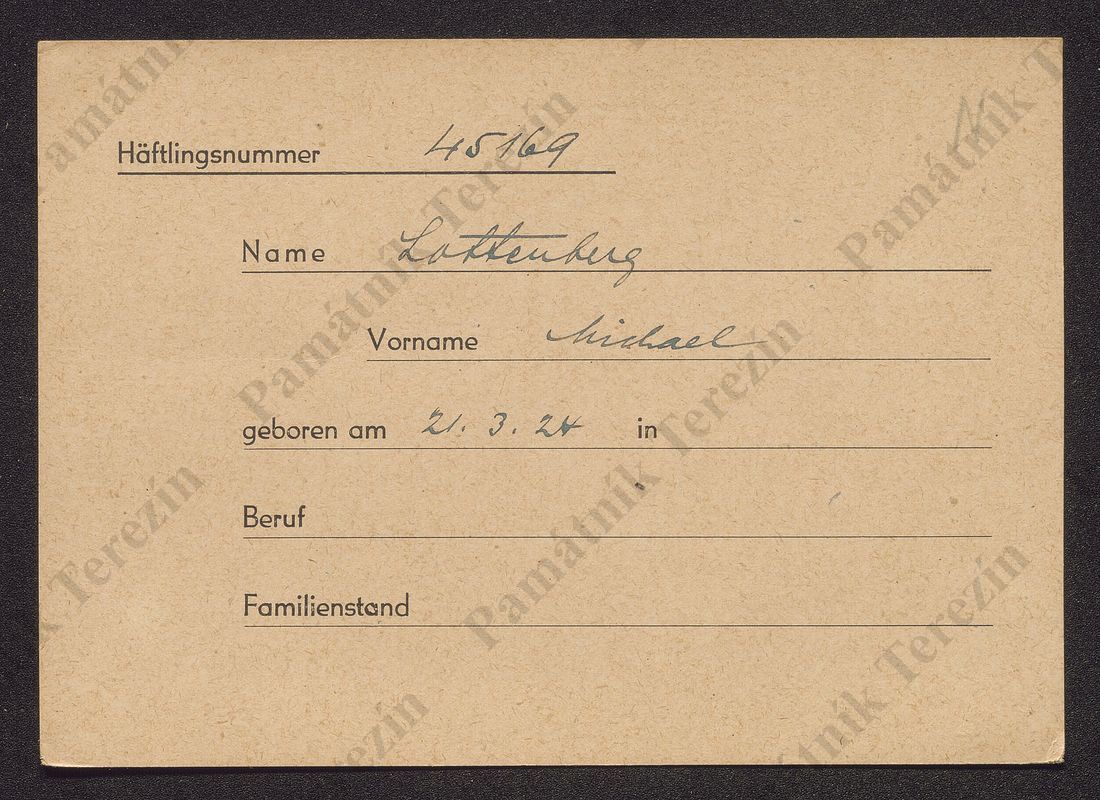 Häftlingsnummer 45169
Name Lottenberg
Vorname Michael
geboren am 21. 3. 24 in
Beruf
Familienstand
Památník Terezín